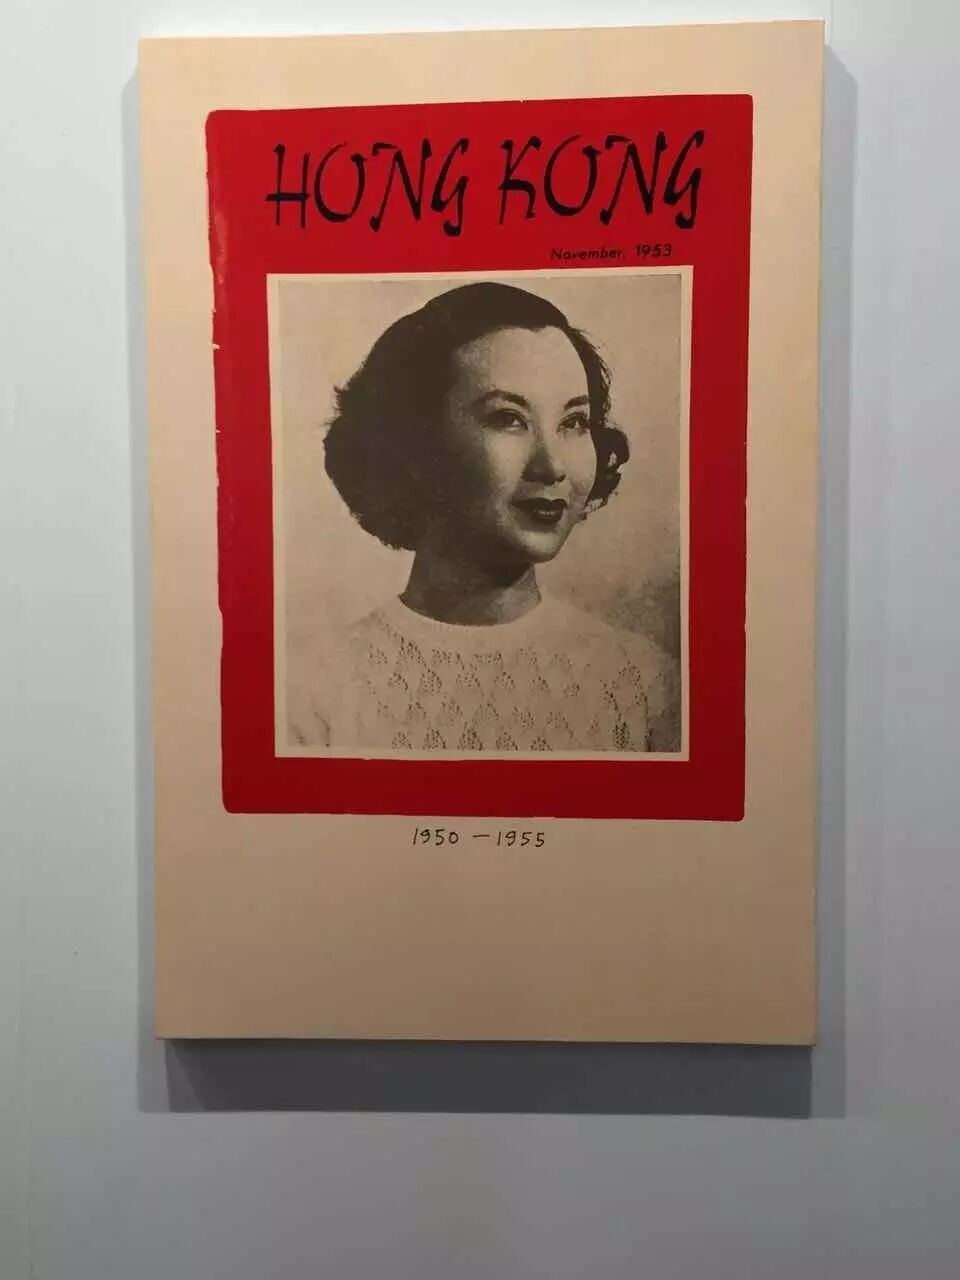 HONG KONG
November, 1953
1950 - 1955